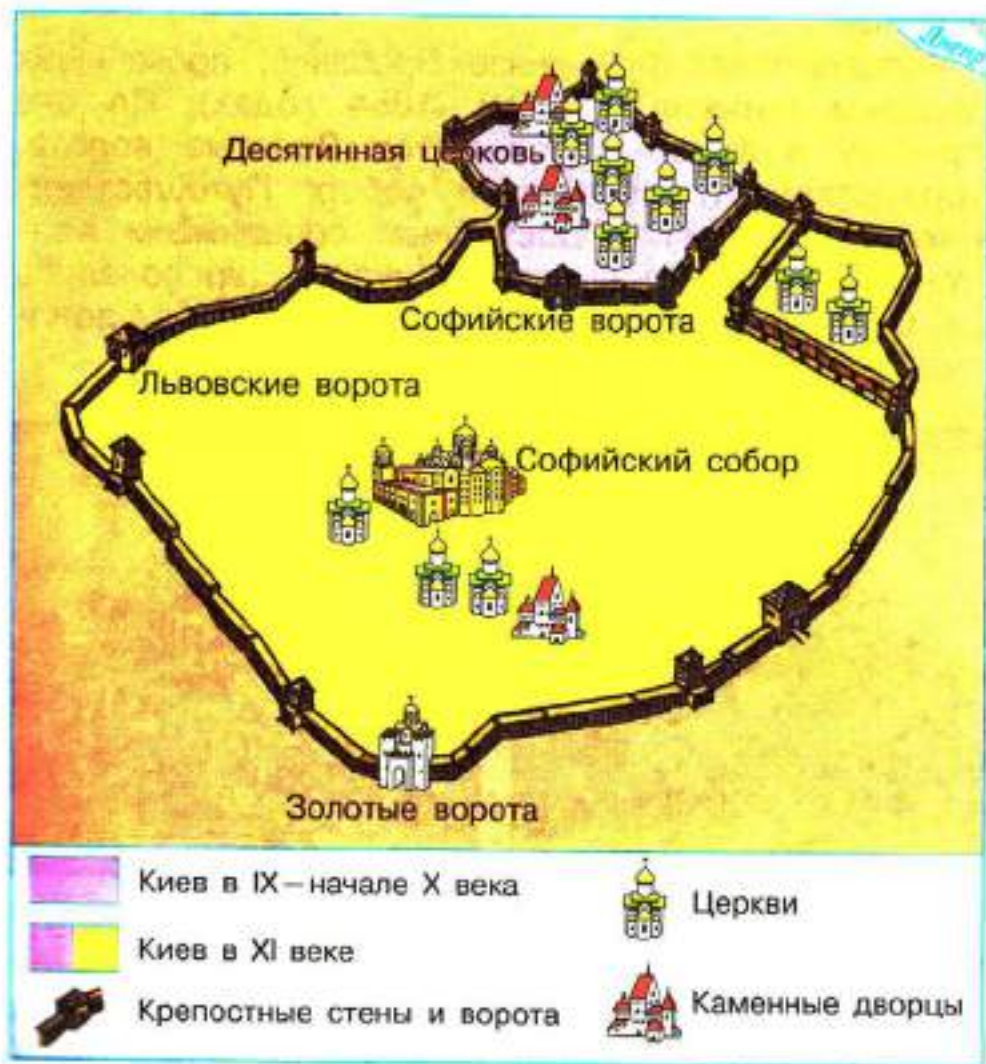 Днепр
Десятинная церковь
Софийские ворота
Львовские ворота
Софийский собор
Золотые ворота
Киев в IX – начале X века
Киев в XI веке
Крепостные стены и ворота
Церкви
Каменные дворцы